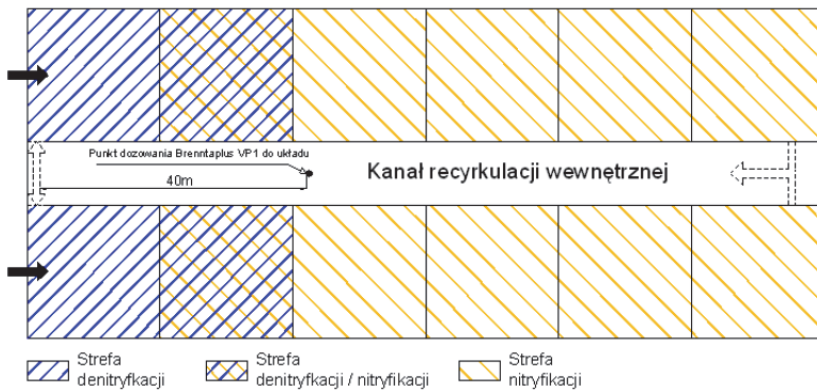 Punkt dozowania Brenntaplus VP1 do układu
40m
Kanał recyrkulacji wewnętrznej
Strefa
denitryfkacji
Strefa
denitryfkacji / nitryfikacji
Strefa
nitryfikacji